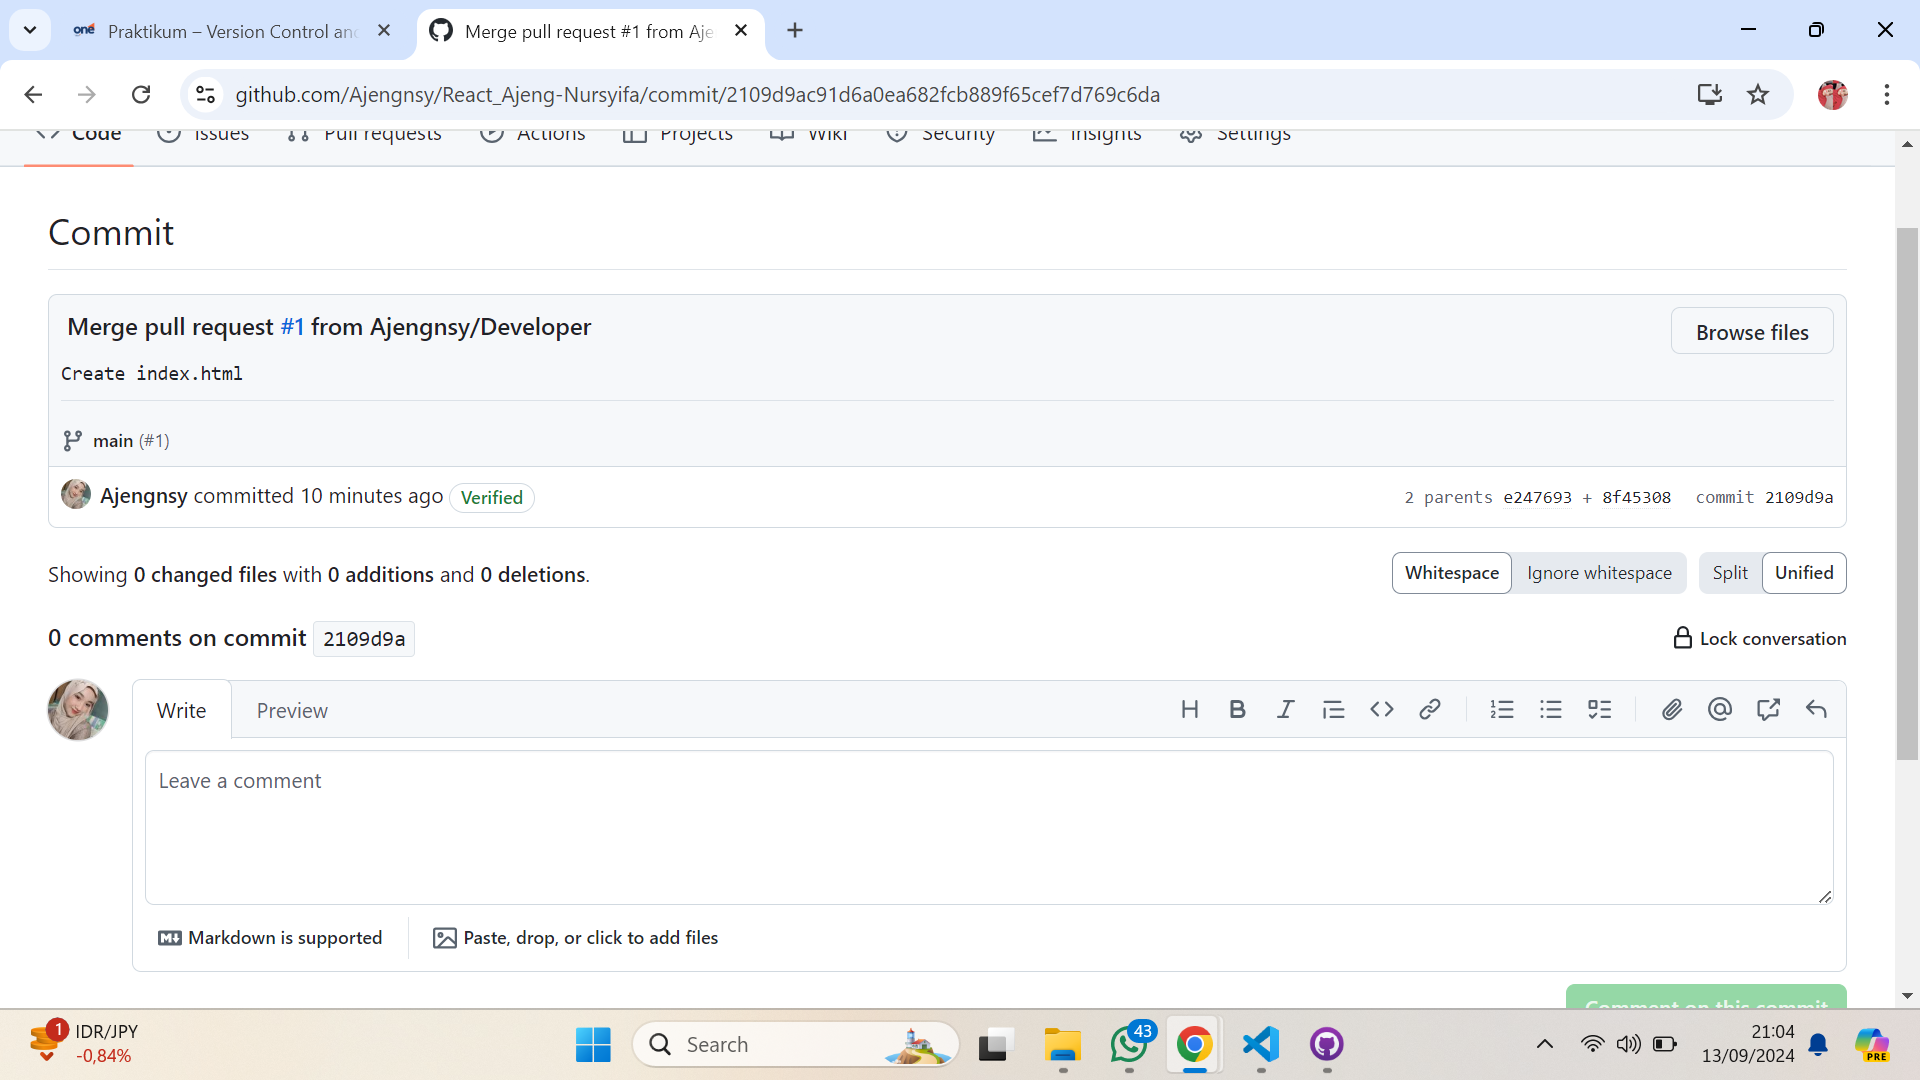 one Praktikum – Version Control and
Merge pull request #1 from Aje
github.com/Ajengnsy/React_Ajeng-Nursyifa/commit/2109d9ac91d6a0ea682fcb889f65cef7d769c6da
Code Issues Pull requests Actions Projects Wiki Security Insights Settings
Commit
Merge pull request #1 from Ajengnsy/Developer
Browse files
Create index.html
main (#1)
Ajengnsy committed 10 minutes ago Verified
2 parents e247693 + 8f45308 commit 2109d9a
Showing 0 changed files with 0 additions and 0 deletions.
Whitespace Ignore whitespace Split Unified
0 comments on commit 2109d9a
Lock conversation
Write Preview
Leave a comment
Markdown is supported
Paste, drop, or click to add files
Comment on this commit
1 IDR/JPY
-0,84%
Search
43
21:04
13/09/2024
PRE